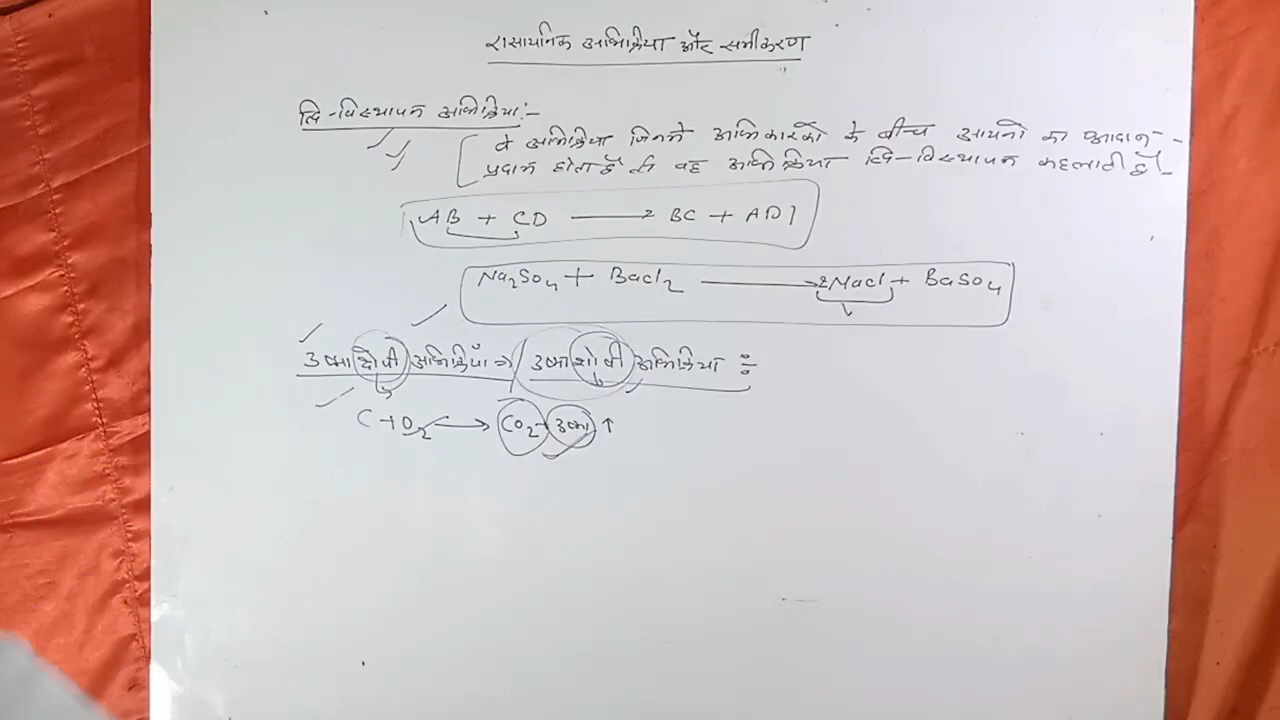 रासायनिक अभिक्रिया और समीकरण
द्वि-विस्थापन अभिक्रिया:-
वे अभिक्रिया जिनमे अभिकारकों के बीच आयनों का आदान-
प्रदान होता है वह अभिक्रिया द्वि-विस्थापन कहलाती हैं-
AB + CD ⟶ BC + AD
Na₂SO₄ + BaCl₂ ⟶ 2NaCl + BaSO₄
उष्माक्षेपी अभिक्रियाँ ⇒ / उष्माशोषी अभिक्रिया ÷
C + O₂ ⟶ CO₂ + उष्मा ↑